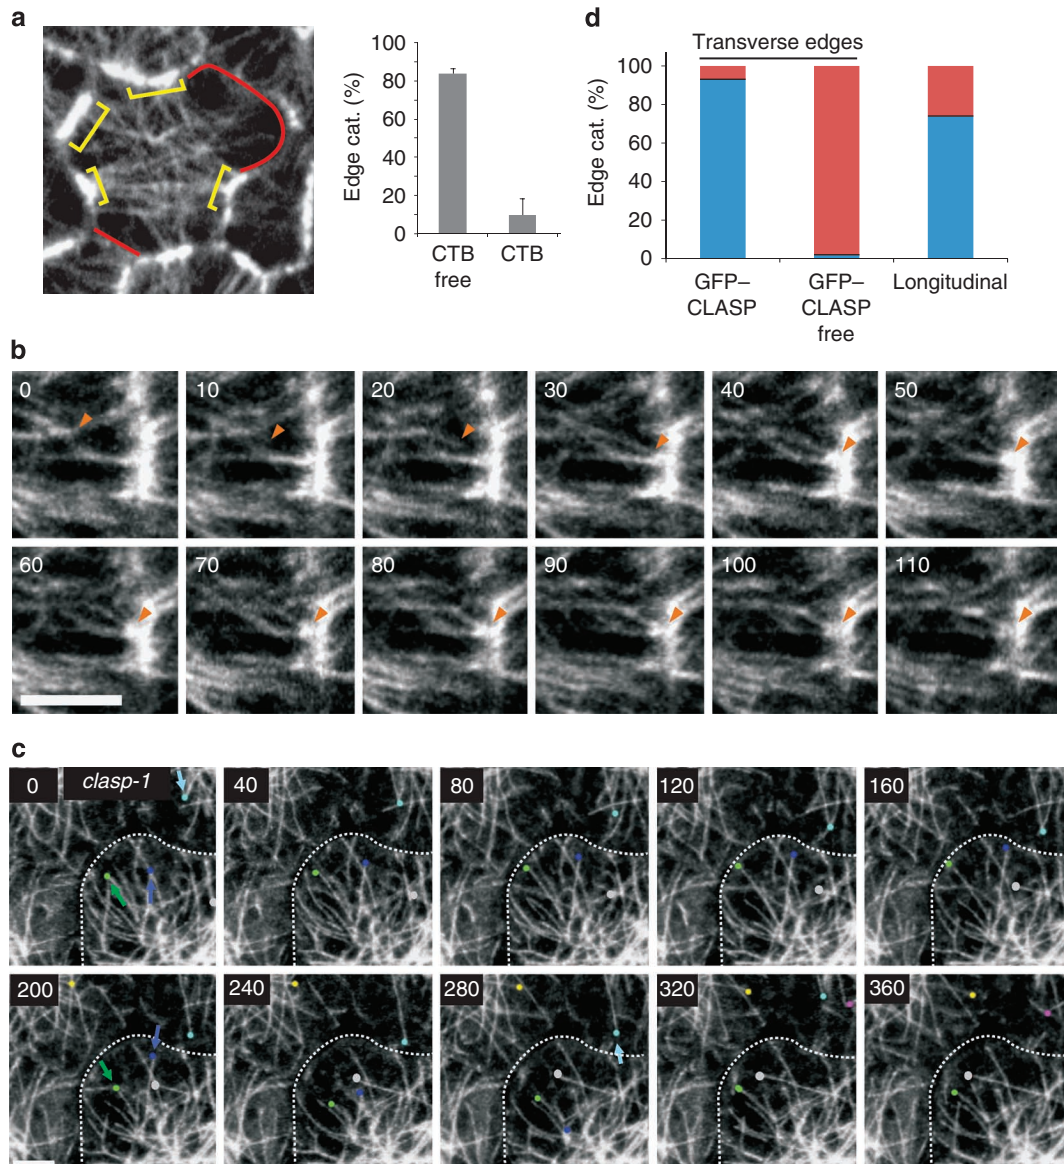 a
Edge cat. (%)
100
80
60
40
20
0
CTB
free
CTB
d
Transverse edges
Edge cat. (%)
100
80
60
40
20
0
GFP–
CLASP
GFP–
CLASP
free
Longitudinal
b
0
10
20
30
40
50
60
70
80
90
100
110
c
0
clasp-1
40
80
120
160
200
240
280
320
360